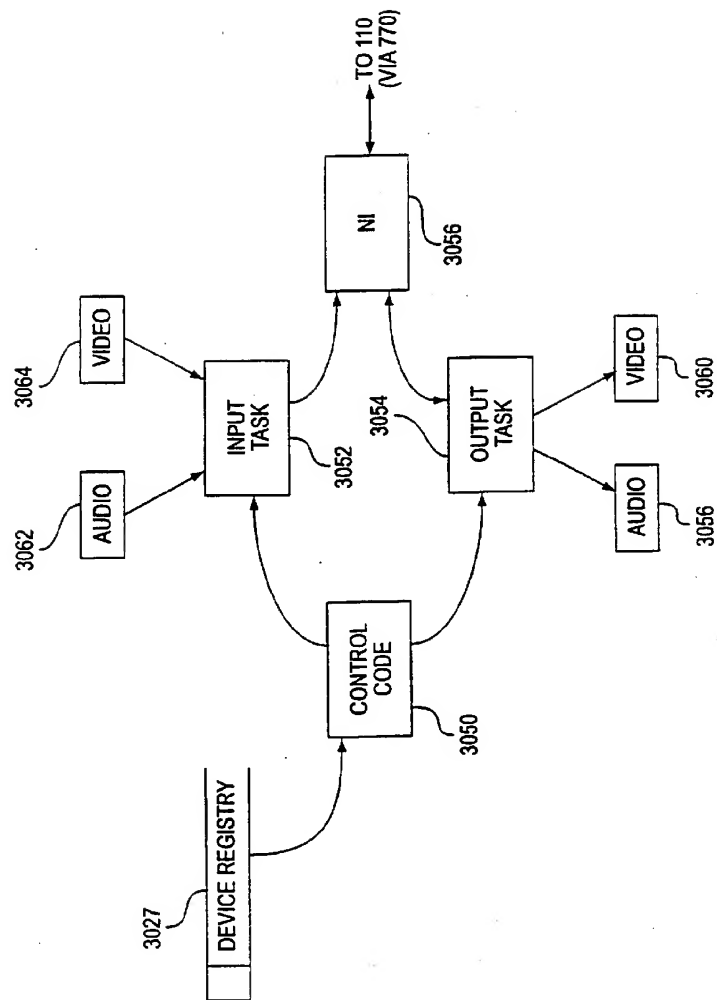 3027
DEVICE REGISTRY
CONTROL
CODE
3050
3062
AUDIO
3064
VIDEO
INPUT
TASK
3052
3054
OUTPUT
TASK
AUDIO
3056
VIDEO
3060
NI
3056
TO 110
(VIA 770)